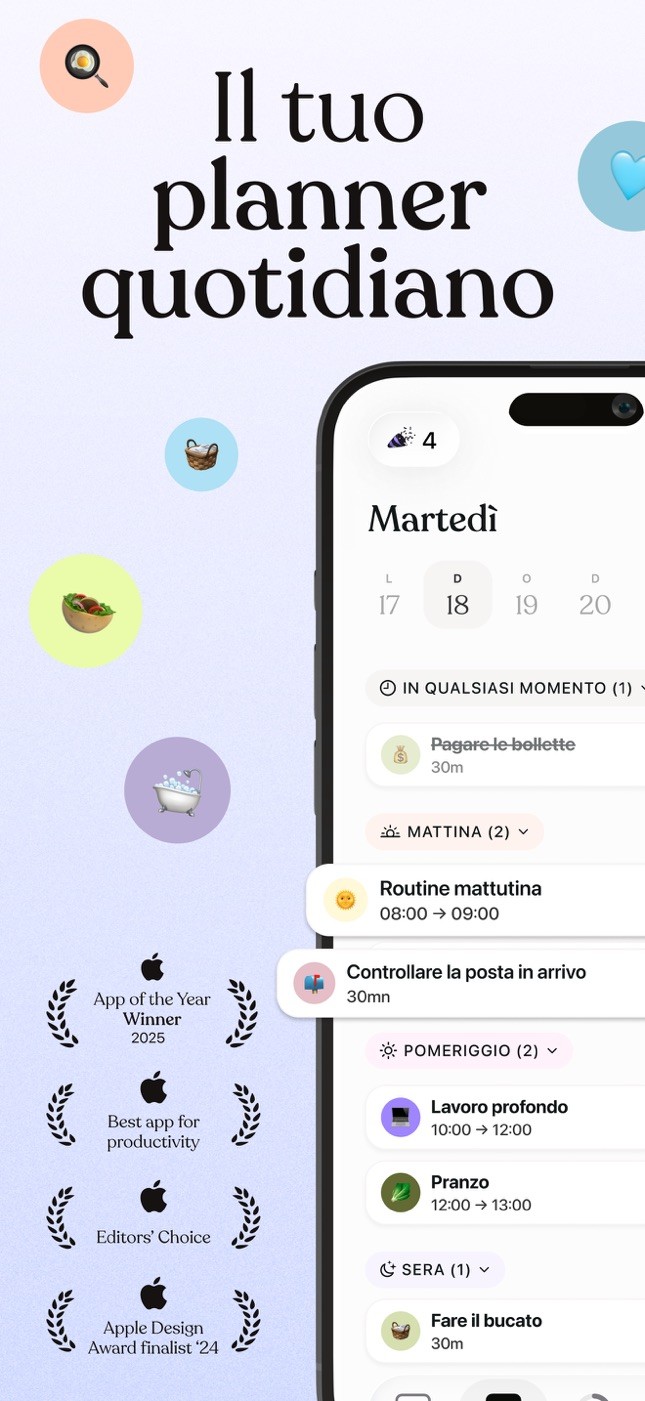 Il tuo
planner
quotidiano
4
Martedì
L D O D
17 18 19 20
IN QUALSIASI MOMENTO (1)
Pagare le bollette
30m
MATTINA (2)
Routine mattutina
08:00 → 09:00
Controllare la posta in arrivo
30mn
POMERIGGIO (2)
Lavoro profondo
10:00 → 12:00
Pranzo
12:00 → 13:00
SERA (1)
Fare il bucato
30m
App of the Year
Winner
2025
Best app for
productivity
Editors’ Choice
Apple Design
Award finalist ‘24